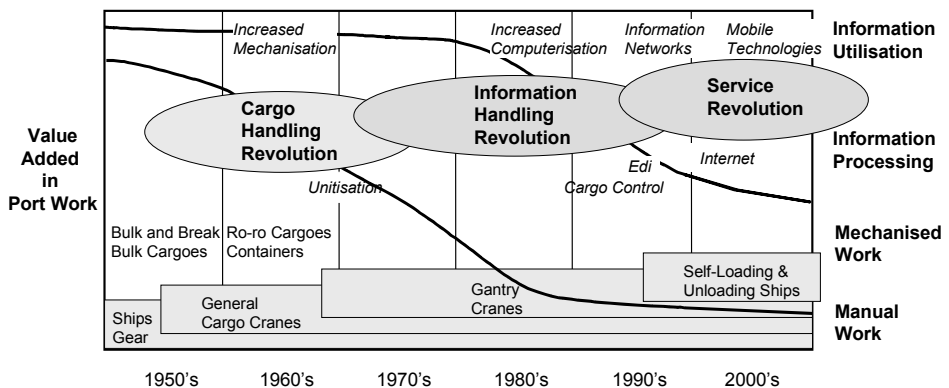 Increased
Mechanisation
Increased
Computerisation
Information
Networks
Mobile
Technologies
Information
Utilisation
Cargo
Handling
Revolution
Information
Handling
Revolution
Service
Revolution
Value
Added
in
Port Work
Information
Processing
Unitisation
Edi
Cargo Control
Internet
Bulk and Break
Bulk Cargoes
Ro-ro Cargoes
Containers
Mechanised
Work
Ships
Gear
General
Cargo Cranes
Gantry
Cranes
Self-Loading &
Unloading Ships
Manual
Work
1950's 1960's 1970's 1980's 1990's 2000's